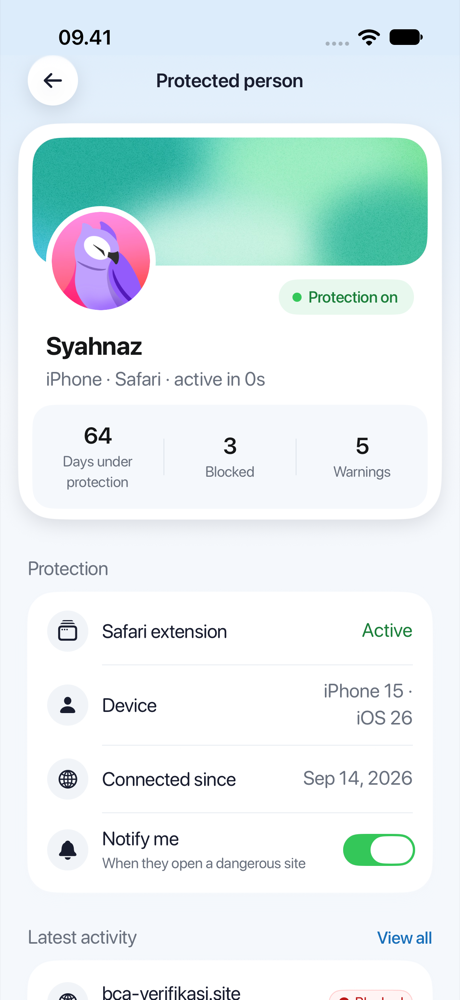 09.41
Protected person
Protection on
Syahnaz
iPhone · Safari · active in 0s
64
Days under
protection
3
Blocked
5
Warnings
Protection
Safari extension
Active
Device
iPhone 15 ·
iOS 26
Connected since
Sep 14, 2026
Notify me
When they open a dangerous site
Latest activity
View all
bca-verifikasi.site
Blocked